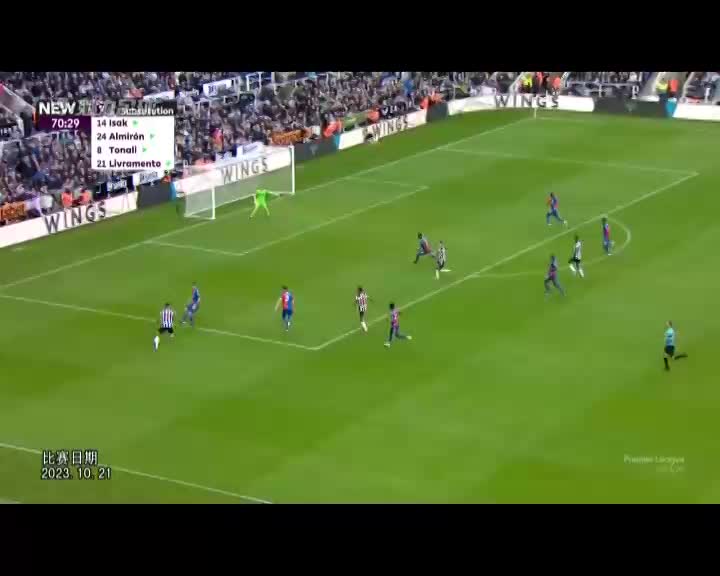 NEW
Substitution
70:29
14 Isak
24 Almirón
8 Tonali
21 Livramento
WINGS
WINGS
WINGS
WINGS
比赛日期
2023.10.21
Premier League